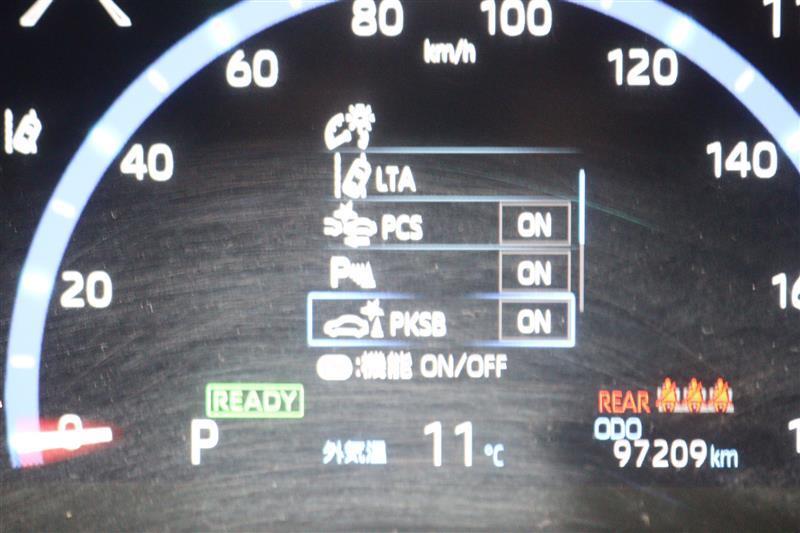 80
100
km/h
60
120
40
140
LTA
PCS ON
P ON
20
PKSB ON
:機能 ON/OFF
READY
REAR
0
ODO
P
外気温 11℃
97209 km